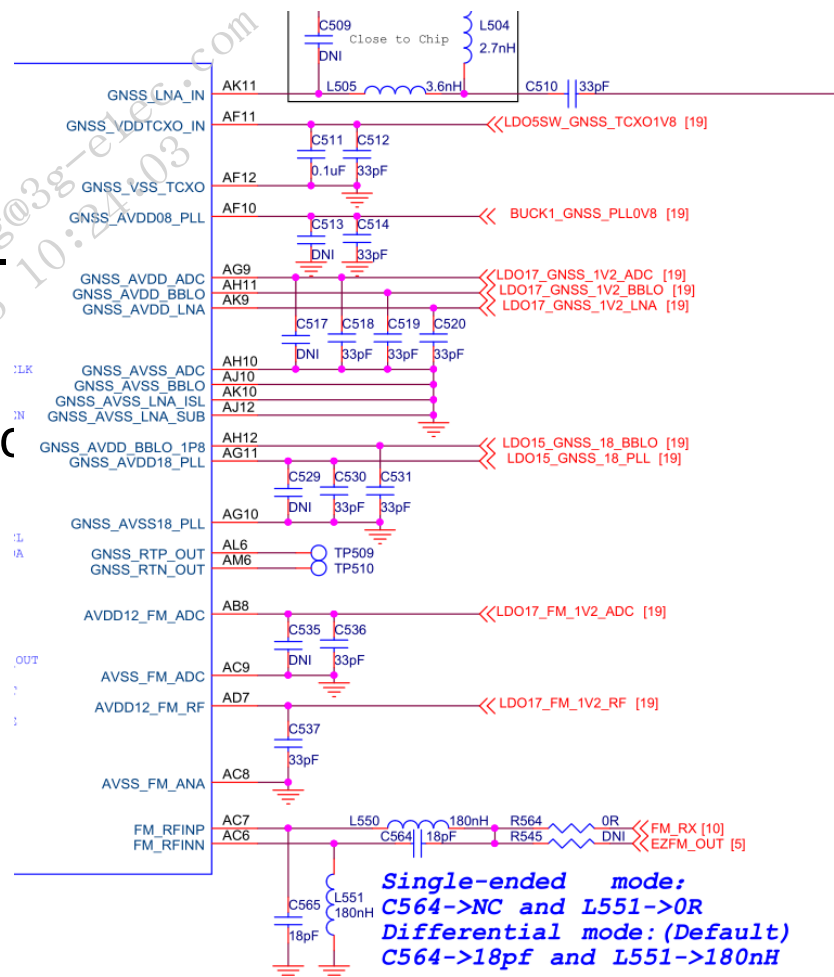 C509
DNI
Close to Chip
L504
2.7nH
L505
3.6nH
C510
33pF
GNSS_LNA_IN
AK11
GNSS_VDDTCXO_IN
AF11
LDO5SW_GNSS_TCXO1V8 [19]
C511
0.1uF
C512
33pF
GNSS_VSS_TCXO
AF12
GNSS_AVDD08_PLL
AF10
BUCK1_GNSS_PLL0V8 [19]
C513
DNI
C514
33pF
GNSS_AVDD_ADC
AG9
LDO17_GNSS_1V2_ADC [19]
GNSS_AVDD_BBLO
AH11
LDO17_GNSS_1V2_BBLO [19]
GNSS_AVDD_LNA
AK9
LDO17_GNSS_1V2_LNA [19]
C517
DNI
C518
33pF
C519
33pF
C520
33pF
GNSS_AVSS_ADC
AH10
GNSS_AVSS_BBLO
AJ10
GNSS_AVSS_LNA_ISL
AK10
GNSS_AVSS_LNA_SUB
AJ12
GNSS_AVDD_BBLO_1P8
AH12
LDO15_GNSS_18_BBLO [19]
GNSS_AVDD18_PLL
AG11
LDO15_GNSS_18_PLL [19]
C529
DNI
C530
33pF
C531
33pF
GNSS_AVSS18_PLL
AG10
GNSS_RTP_OUT
AL6
TP509
GNSS_RTN_OUT
AM6
TP510
AVDD12_FM_ADC
AB8
LDO17_FM_1V2_ADC [19]
C535
DNI
C536
33pF
AVSS_FM_ADC
AC9
AVDD12_FM_RF
AD7
LDO17_FM_1V2_RF [19]
C537
33pF
AVSS_FM_ANA
AC8
FM_RFINP
AC7
L550
180nH
R564
0R
FM_RX [10]
FM_RFINN
AC6
C564
18pF
R545
DNI
EZFM_OUT [5]
C565
18pF
L551
180nH
Single-ended mode:
C564->NC and L551->0R
Differential mode:(Default)
C564->18pf and L551->180nH
g@3g-elec.com
10:24:03